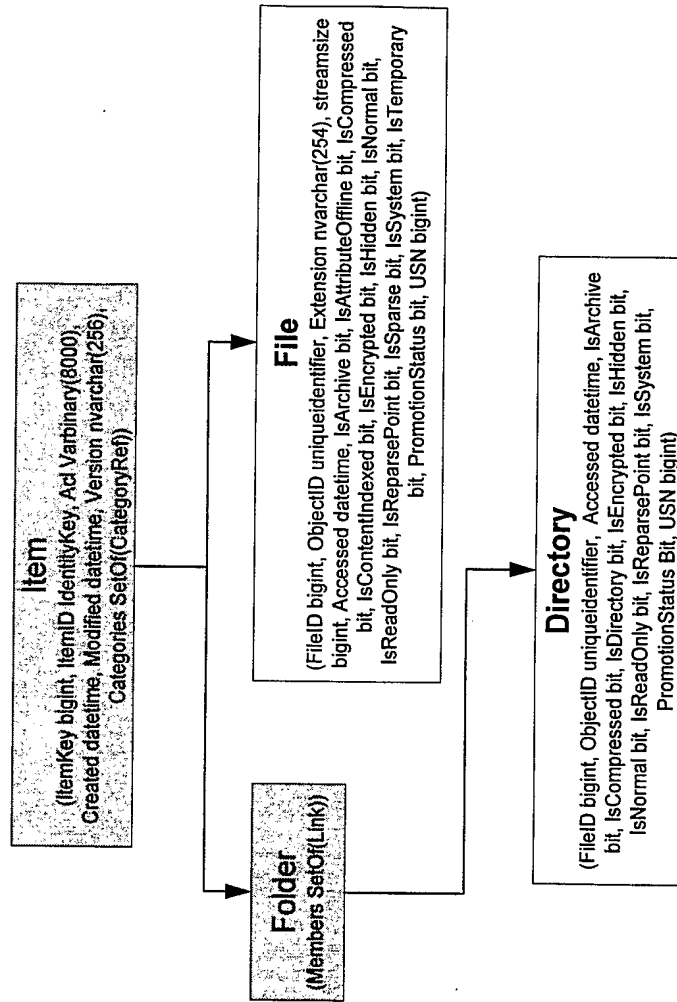 Item
(ItemKey bigint, ItemID IdentityKey, Acl Varbinary(8000),
Created datetime, Modified datetime, Version nvarchar(256),
Categories SetOf(CategoryRef))
Folder
(Members SetOf(Link))
File
(FileID bigint, ObjectID uniqueidentifier, Extension nvarchar(254), streamsize
bigint, Accessed datetime, IsArchive bit, IsAttributeOffline bit, IsCompressed
bit, IsContentIndexed bit, IsEncrypted bit, IsHidden bit, IsNormal bit,
IsReadOnly bit, IsReparsePoint bit, IsSparse bit, IsSystem bit, IsTemporary
bit, PromotionStatus bit, USN bigint)
Directory
(FileID bigint, ObjectID uniqueidentifier, Accessed datetime, IsArchive
bit, IsCompressed bit, IsDirectory bit, IsEncrypted bit, IsHidden bit,
IsNormal bit, IsReadOnly bit, IsReparsePoint bit, IsSystem bit,
PromotionStatus Bit, USN bigint)